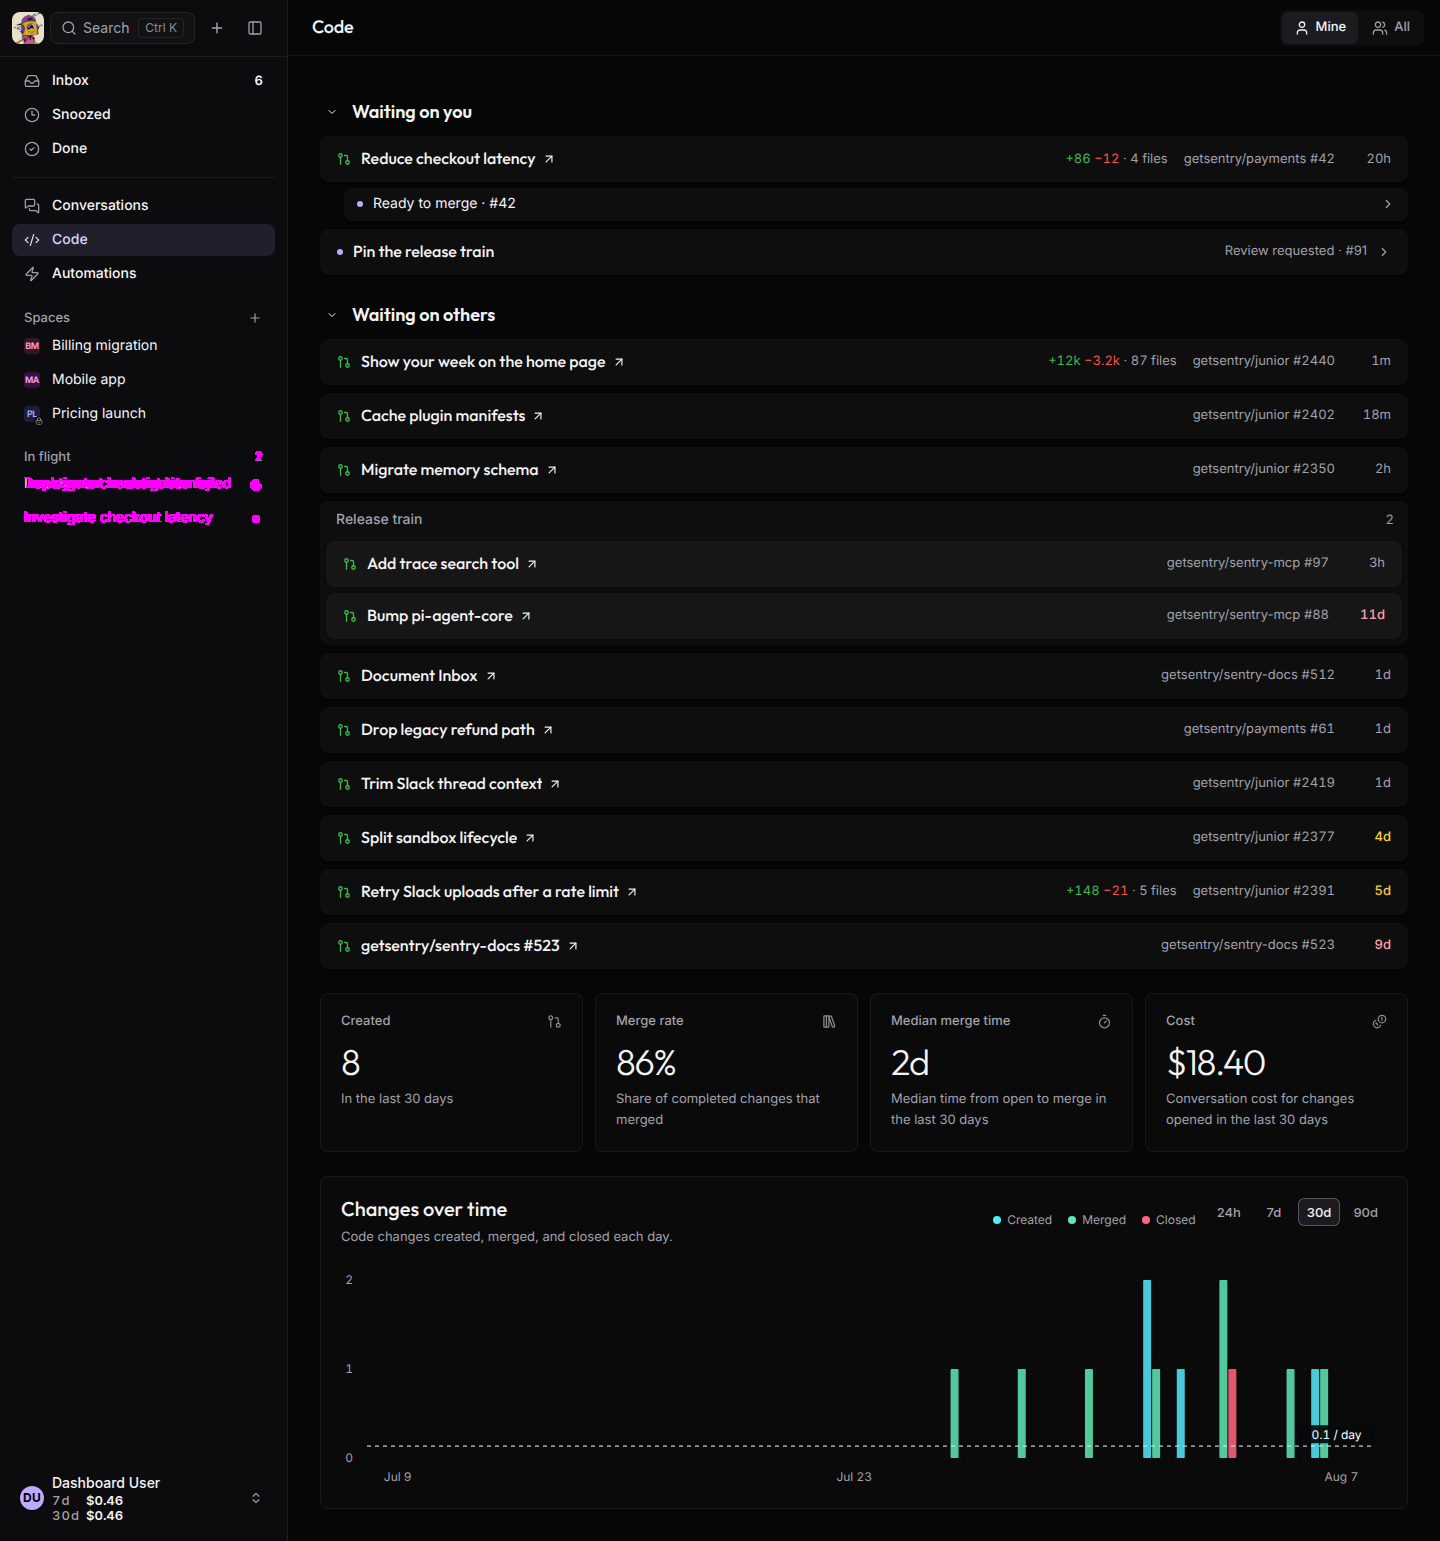 Search Ctrl K
Inbox 6
Snoozed
Done
Conversations
Code
Automations
Spaces
BM Billing migration
MA Mobile app
PL Pricing launch
In flight
Investigate checkout latency
DU Dashboard User
7d $0.46
30d $0.46
Code
Mine All
Waiting on you
Reduce checkout latency +86 −12 · 4 files getsentry/payments #42 20h
Ready to merge · #42
Pin the release train Review requested · #91
Waiting on others
Show your week on the home page +12k −3.2k · 87 files getsentry/junior #2440 1m
Cache plugin manifests getsentry/junior #2402 18m
Migrate memory schema getsentry/junior #2350 2h
Release train 2
Add trace search tool getsentry/sentry-mcp #97 3h
Bump pi-agent-core getsentry/sentry-mcp #88 11d
Document Inbox getsentry/sentry-docs #512 1d
Drop legacy refund path getsentry/payments #61 1d
Trim Slack thread context getsentry/junior #2419 1d
Split sandbox lifecycle getsentry/junior #2377 4d
Retry Slack uploads after a rate limit +148 −21 · 5 files getsentry/junior #2391 5d
getsentry/sentry-docs #523 getsentry/sentry-docs #523 9d
Created
8
In the last 30 days
Merge rate
86%
Share of completed changes that
merged
Median merge time
2d
Median time from open to merge in
the last 30 days
Cost
$18.40
Conversation cost for changes
opened in the last 30 days
Changes over time
Code changes created, merged, and closed each day.
Created Merged Closed 24h 7d 30d 90d
2
1
0
0.1 / day
Jul 9 Jul 23 Aug 7